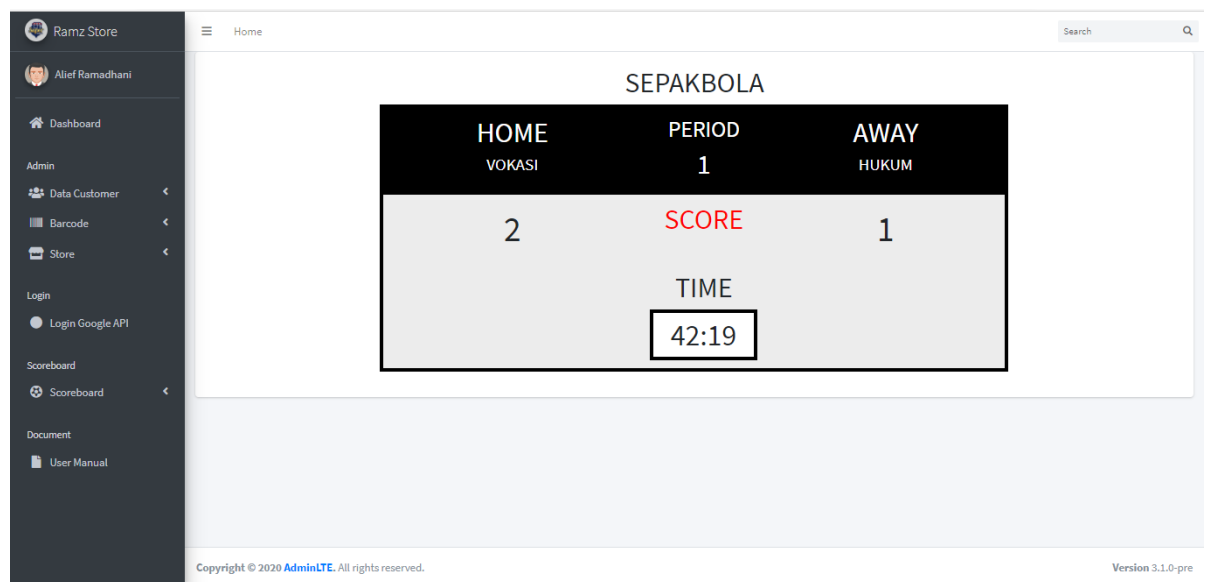 Ramz Store
Home
Search
Alief Ramadhani
Dashboard
Admin
Data Customer
Barcode
Store
Login
Login Google API
Scoreboard
Scoreboard
Document
User Manual
SEPAKBOLA
HOME PERIOD AWAY
VOKASI 1 HUKUM
2 SCORE 1
TIME
42:19
Copyright © 2020 AdminLTE. All rights reserved.
Version 3.1.0-pre